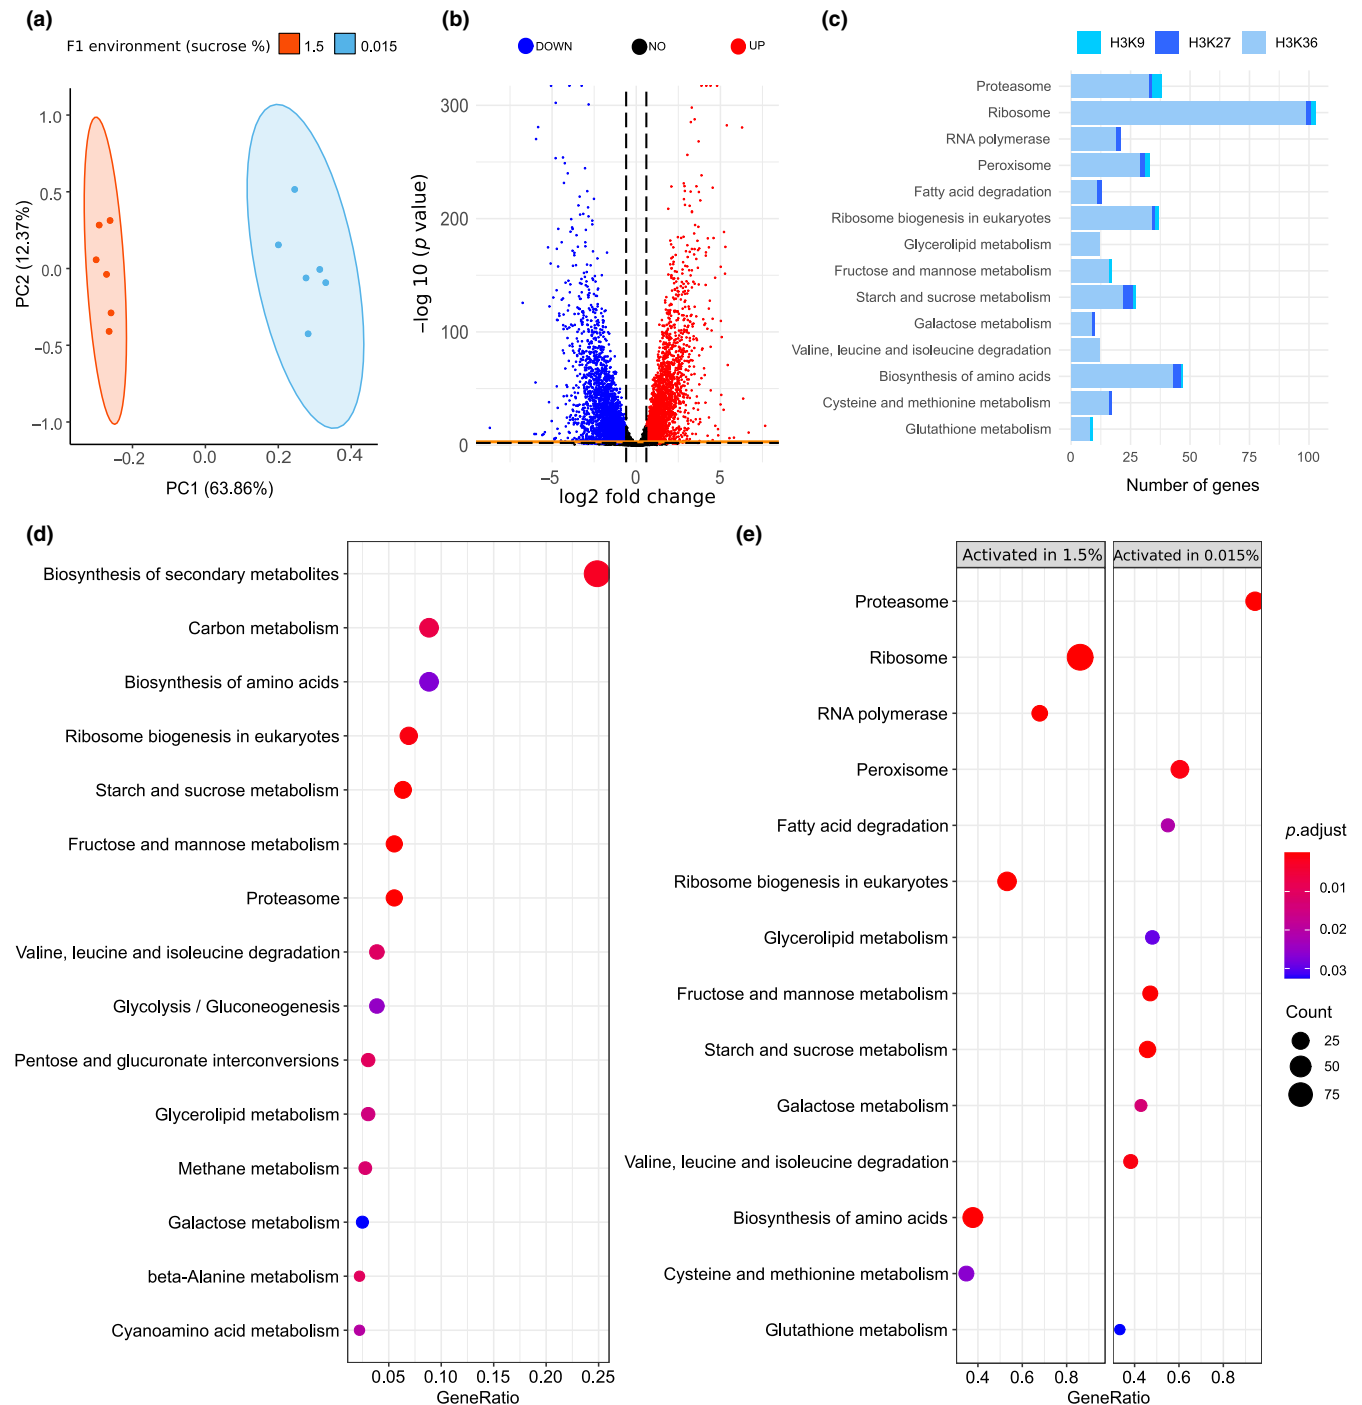 (a)
F1 environment (sucrose %) 1.5 0.015
1.0
0.5
0.0
−0.5
−1.0
PC2 (12.37%)
−0.2 0.0 0.2 0.4
PC1 (63.86%)
(b)
DOWN NO UP
300
200
100
0
−log 10 (p value)
−5 0 5
log2 fold change
(c)
H3K9 H3K27 H3K36
Proteasome
Ribosome
RNA polymerase
Peroxisome
Fatty acid degradation
Ribosome biogenesis in eukaryotes
Glycerolipid metabolism
Fructose and mannose metabolism
Starch and sucrose metabolism
Galactose metabolism
Valine, leucine and isoleucine degradation
Biosynthesis of amino acids
Cysteine and methionine metabolism
Glutathione metabolism
0 25 50 75 100
Number of genes
(d)
Biosynthesis of secondary metabolites
Carbon metabolism
Biosynthesis of amino acids
Ribosome biogenesis in eukaryotes
Starch and sucrose metabolism
Fructose and mannose metabolism
Proteasome
Valine, leucine and isoleucine degradation
Glycolysis / Gluconeogenesis
Pentose and glucuronate interconversions
Glycerolipid metabolism
Methane metabolism
Galactose metabolism
beta-Alanine metabolism
Cyanoamino acid metabolism
0.05 0.10 0.15 0.20 0.25
GeneRatio
(e)
Activated in 1.5% Activated in 0.015%
Proteasome
Ribosome
RNA polymerase
Peroxisome
Fatty acid degradation
Ribosome biogenesis in eukaryotes
Glycerolipid metabolism
Fructose and mannose metabolism
Starch and sucrose metabolism
Galactose metabolism
Valine, leucine and isoleucine degradation
Biosynthesis of amino acids
Cysteine and methionine metabolism
Glutathione metabolism
0.4 0.6 0.8 0.4 0.6 0.8
GeneRatio
p.adjust
0.01
0.02
0.03
Count
25
50
75